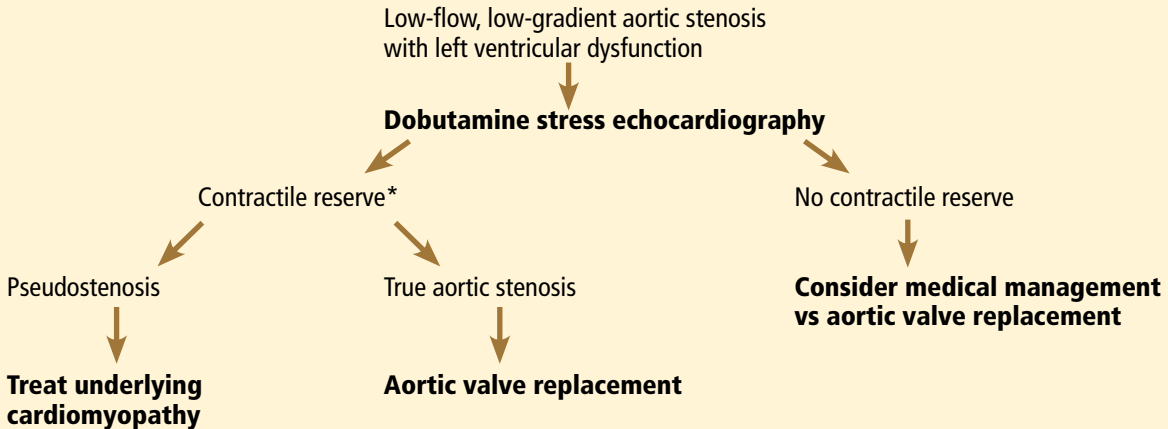 Low-flow, low-gradient aortic stenosis
with left ventricular dysfunction
Dobutamine stress echocardiography
Contractile reserve*
No contractile reserve
Pseudostenosis
True aortic stenosis
Consider medical management
vs aortic valve replacement
Treat underlying
cardiomyopathy
Aortic valve replacement